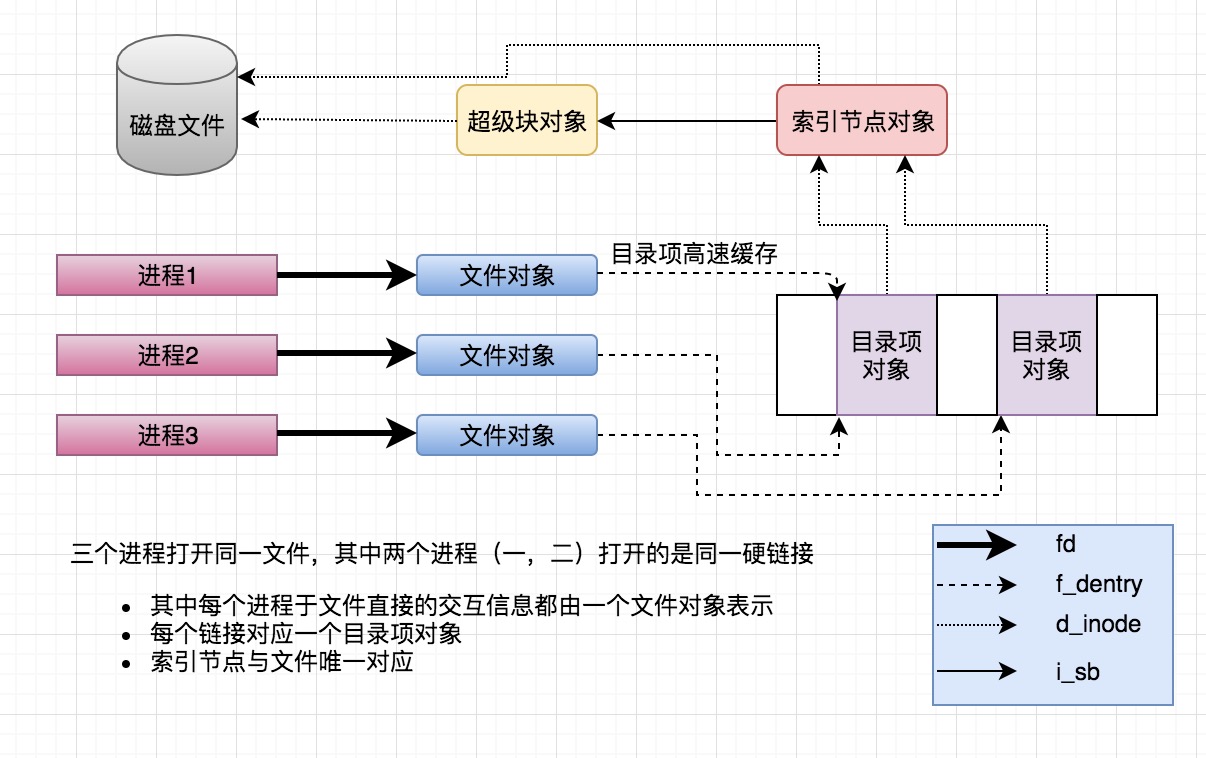 磁盘文件
超级块对象
索引节点对象
目录项高速缓存
进程1
文件对象
进程2
文件对象
目录项
对象
目录项
对象
进程3
文件对象
三个进程打开同一文件，其中两个进程（一，二）打开的是同一硬链接
• 其中每个进程于文件直接的交互信息都由一个文件对象表示
• 每个链接对应一个目录项对象
• 索引节点与文件唯一对应
fd
f_dentry
d_inode
i_sb